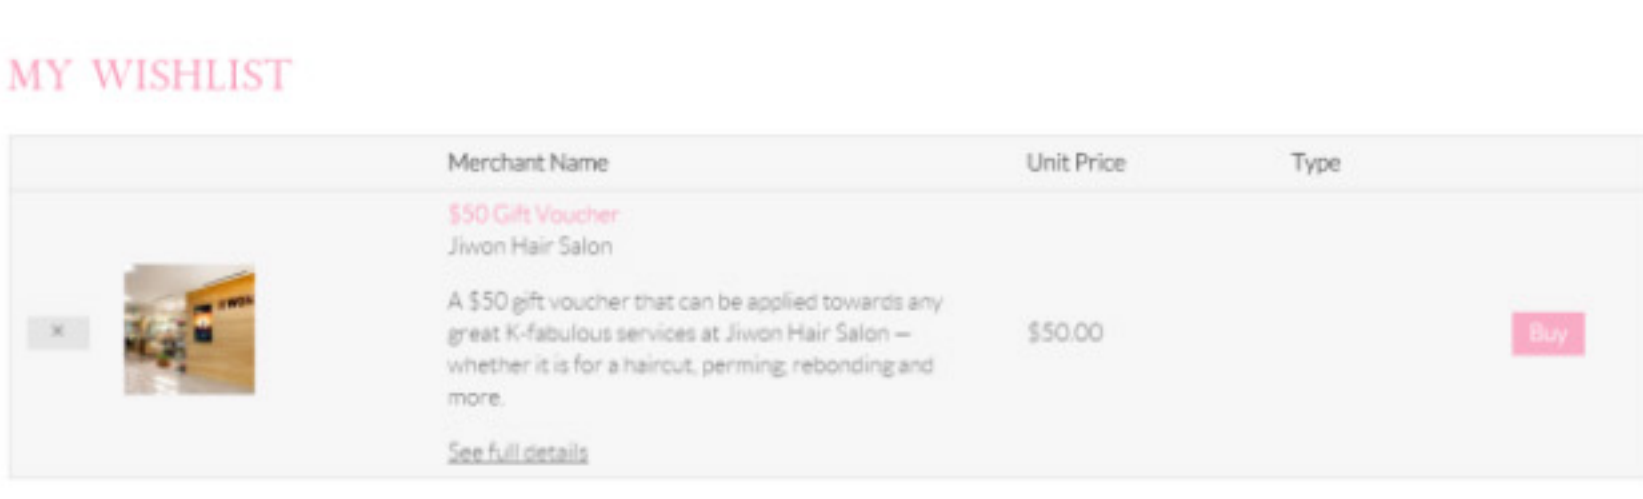 MY WISHLIST
Merchant Name Unit Price Type
$50 Gift Voucher
Jiwon Hair Salon
A $50 gift voucher that can be applied towards any
great K-fabulous services at Jiwon Hair Salon —
whether it is for a haircut, perming, rebonding and
more.
See full details
×
$50.00
Buy